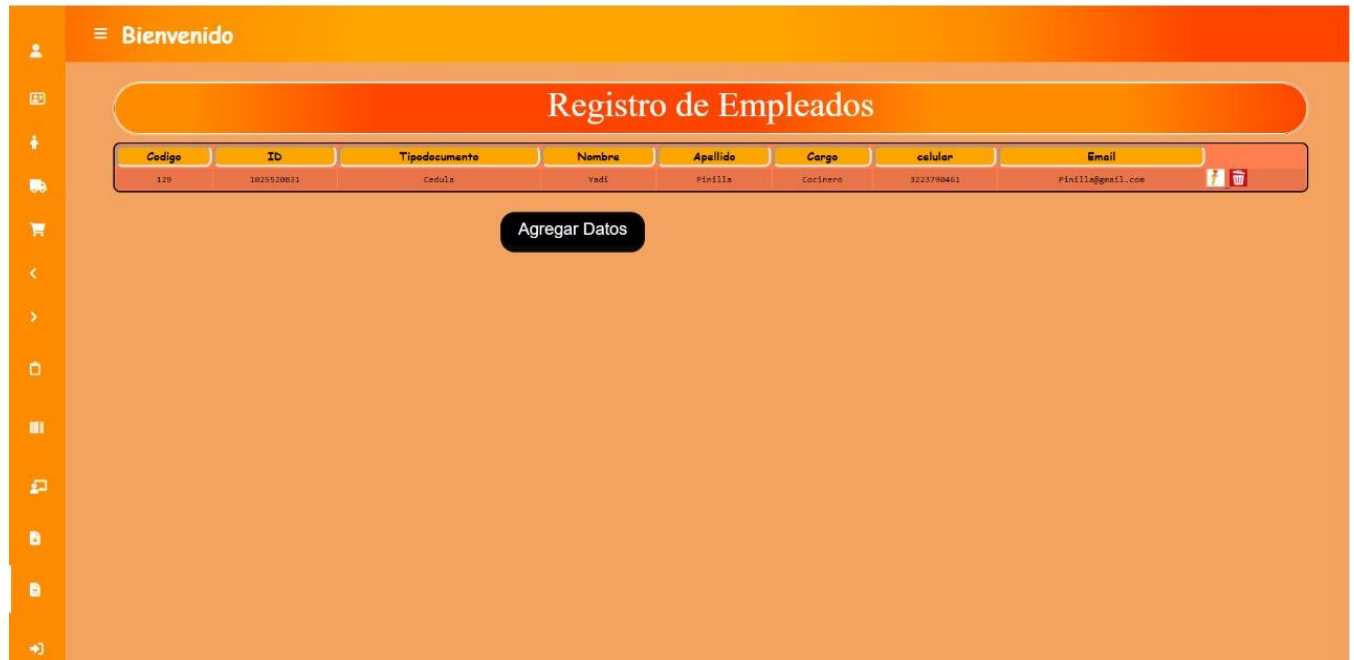 Bienvenido
Registro de Empleados
Codigo ID Tipodocumento Nombre Apellido Cargo celular Email
129 1025520831 Cedula Yadi Pinilla Cocinero 3223790461 Pinilla@gmail.com
Agregar Datos